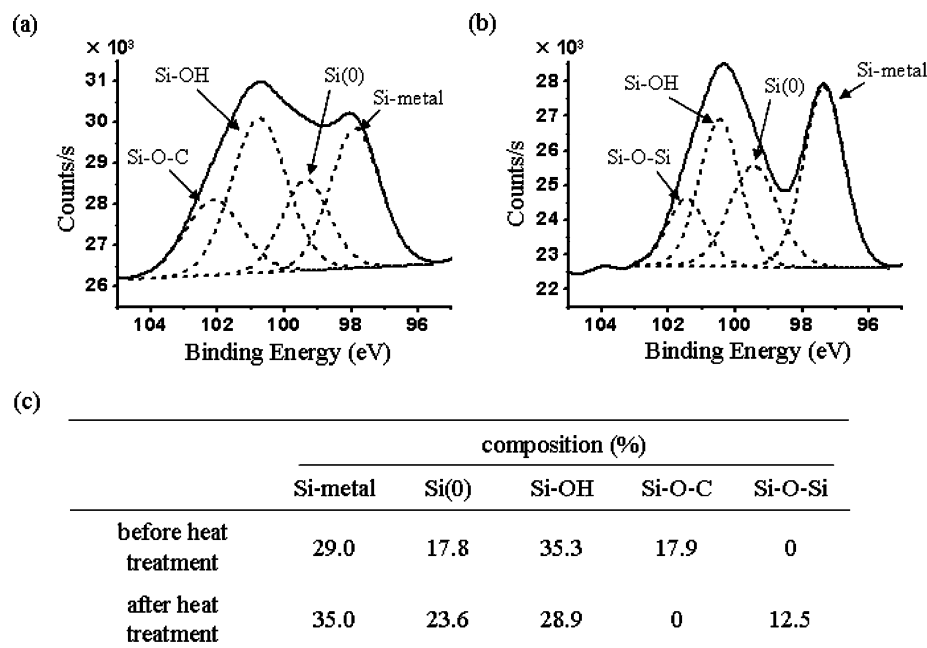 (a)
× 10³
31
30
29
28
27
26
Counts/s
Si-O-C
Si-OH
Si(0)
Si-metal
104 102 100 98 96
Binding Energy (eV)
(b)
× 10³
28
27
26
25
24
23
22
Counts/s
Si-O-Si
Si-OH
Si(0)
Si-metal
104 102 100 98 96
Binding Energy (eV)
(c)
composition (%)
Si-metal Si(0) Si-OH Si-O-C Si-O-Si
before heat
treatment
29.0 17.8 35.3 17.9 0
after heat
treatment
35.0 23.6 28.9 0 12.5